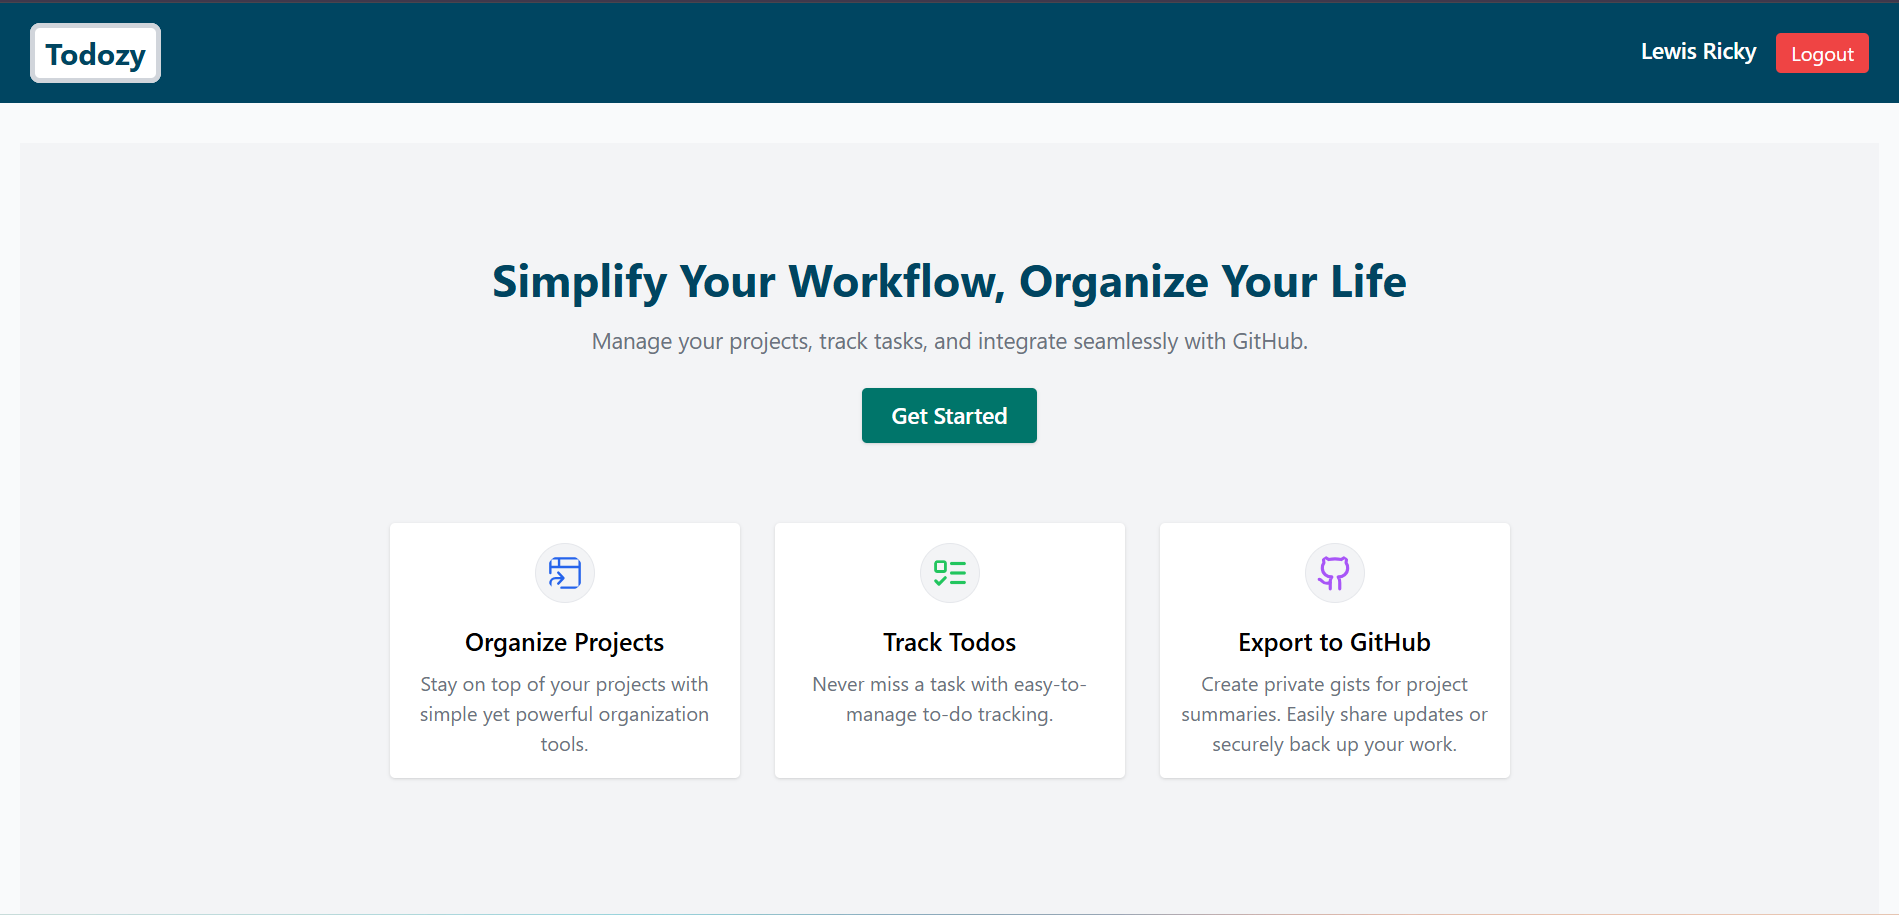 Todozy
Lewis Ricky
Logout
Simplify Your Workflow, Organize Your Life
Manage your projects, track tasks, and integrate seamlessly with GitHub.
Get Started
Organize Projects
Stay on top of your projects with
simple yet powerful organization
tools.
Track Todos
Never miss a task with easy-to-
manage to-do tracking.
Export to GitHub
Create private gists for project
summaries. Easily share updates or
securely back up your work.